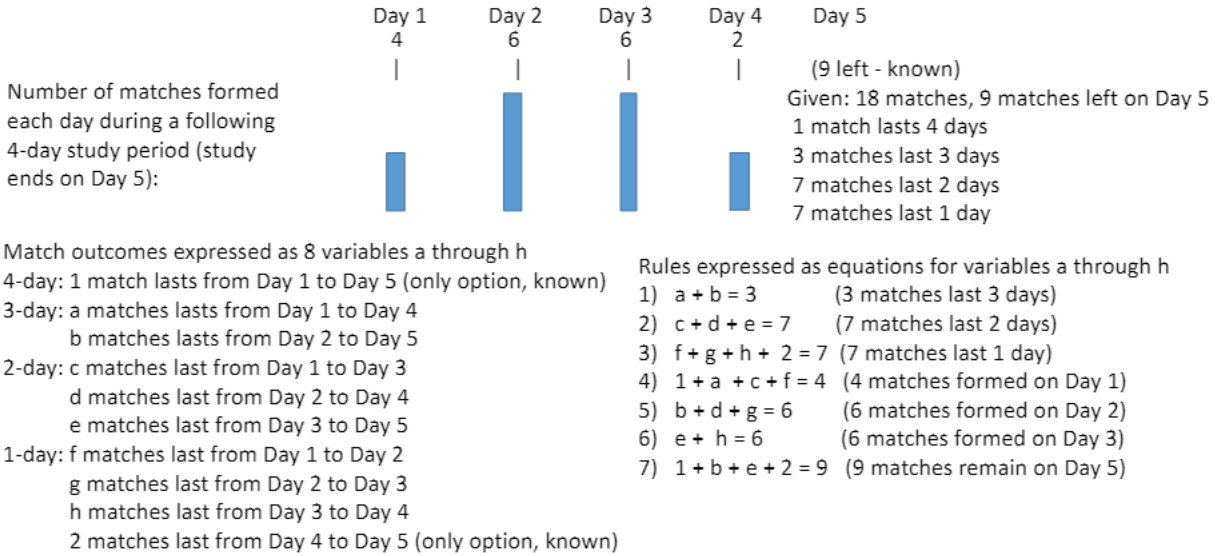 Day 1 Day 2 Day 3 Day 4 Day 5
4 6 6 2
(9 left - known)
Number of matches formed
each day during a following
4-day study period (study
ends on Day 5):
Given: 18 matches, 9 matches left on Day 5
1 match lasts 4 days
3 matches last 3 days
7 matches last 2 days
7 matches last 1 day
Match outcomes expressed as 8 variables a through h
4-day: 1 match lasts from Day 1 to Day 5 (only option, known)
3-day: a matches lasts from Day 1 to Day 4
b matches lasts from Day 2 to Day 5
2-day: c matches last from Day 1 to Day 3
d matches last from Day 2 to Day 4
e matches last from Day 3 to Day 5
1-day: f matches last from Day 1 to Day 2
g matches last from Day 2 to Day 3
h matches last from Day 3 to Day 4
2 matches last from Day 4 to Day 5 (only option, known)
Rules expressed as equations for variables a through h
1) a + b = 3 (3 matches last 3 days)
2) c + d + e = 7 (7 matches last 2 days)
3) f + g + h + 2 = 7 (7 matches last 1 day)
4) 1 + a + c + f = 4 (4 matches formed on Day 1)
5) b + d + g = 6 (6 matches formed on Day 2)
6) e + h = 6 (6 matches formed on Day 3)
7) 1 + b + e + 2 = 9 (9 matches remain on Day 5)